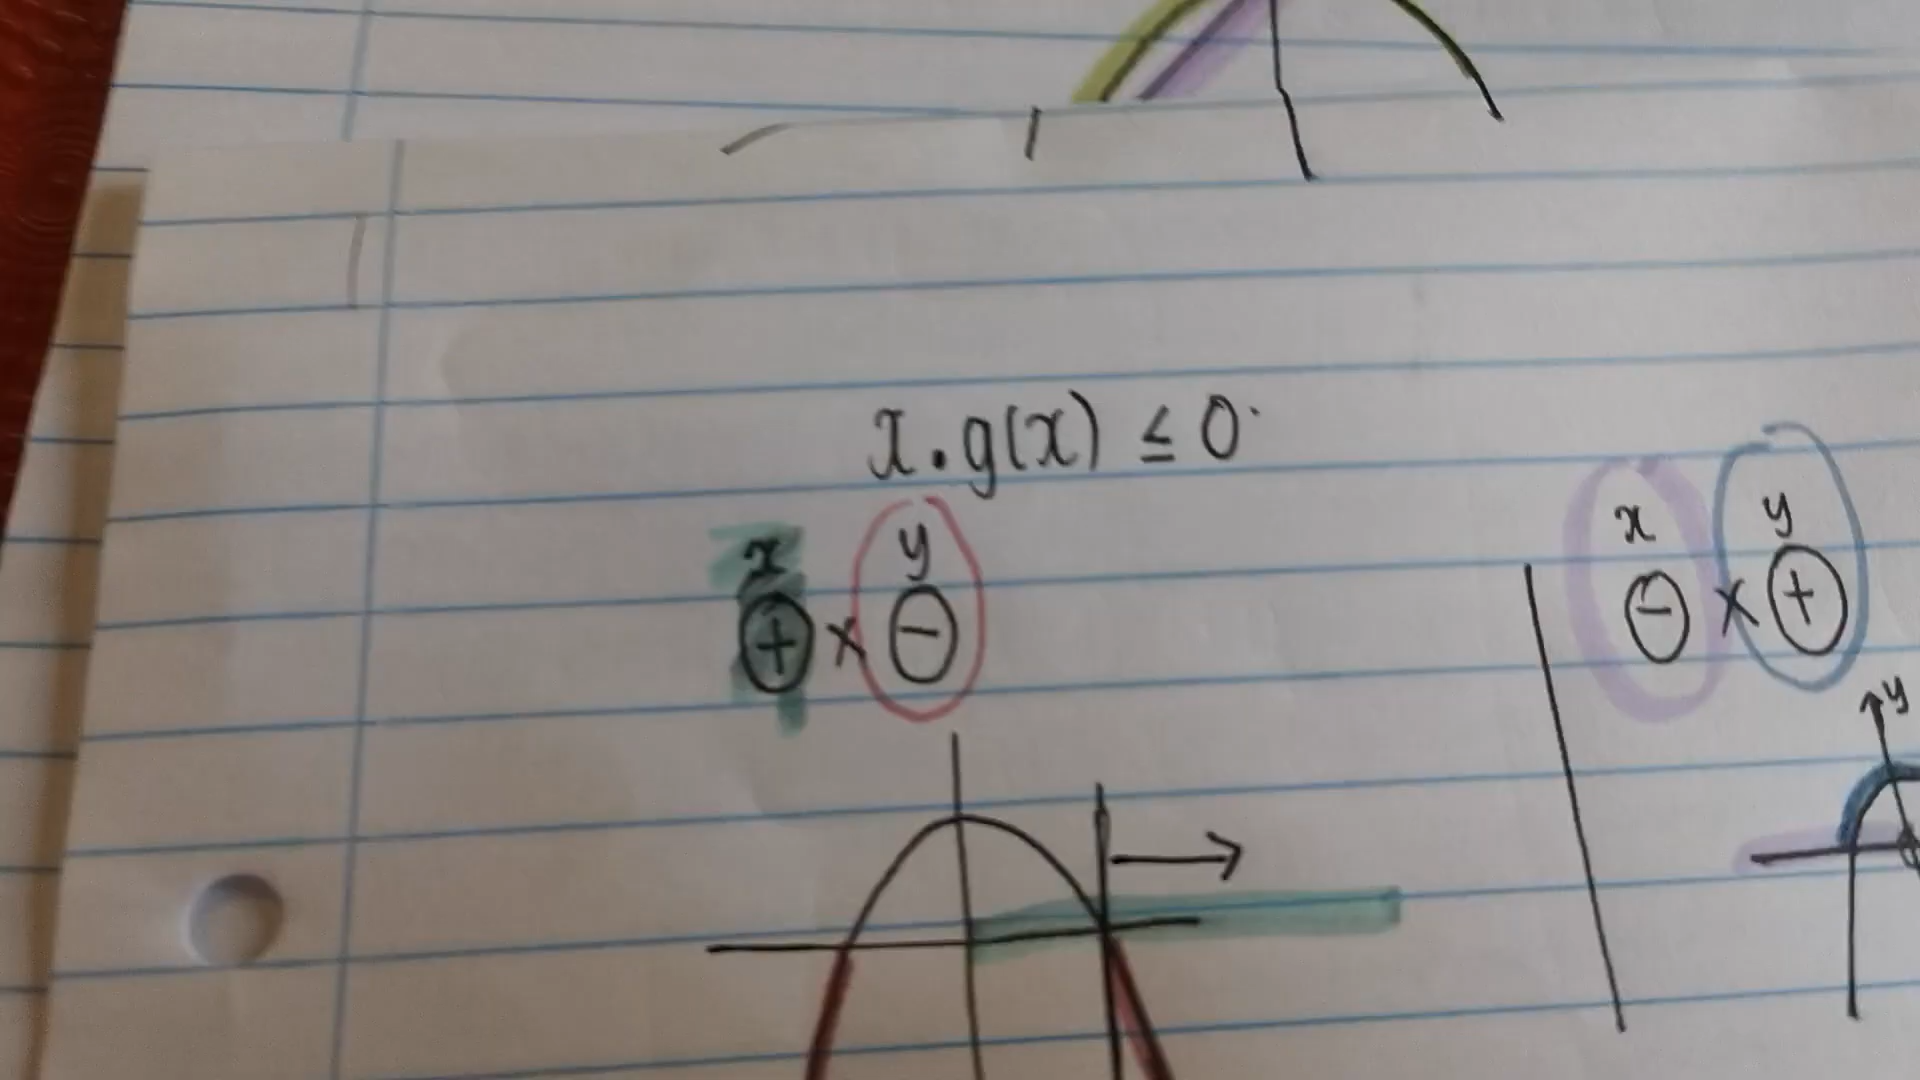 x . g(x) ≤ 0
x y
+ × -
x y
- × +
y